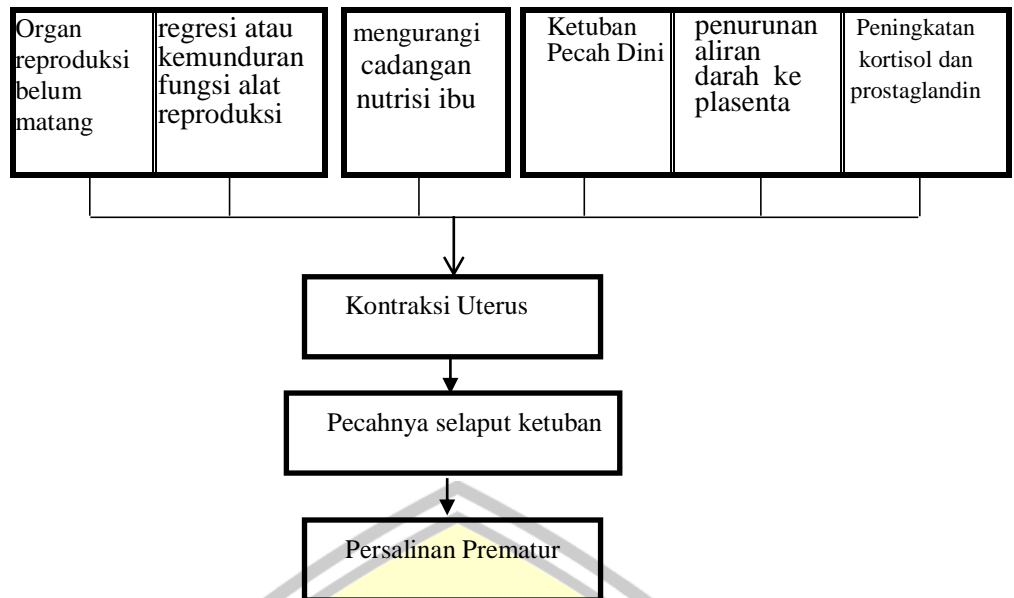 Organ
reproduksi
belum
matang
regresi atau
kemunduran
fungsi alat
reproduksi
mengurangi
cadangan
nutrisi ibu
Ketuban
Pecah Dini
penurunan
aliran
darah ke
plasenta
Peningkatan
kortisol dan
prostaglandin
Kontraksi Uterus
Pecahnya selaput ketuban
Persalinan Prematur